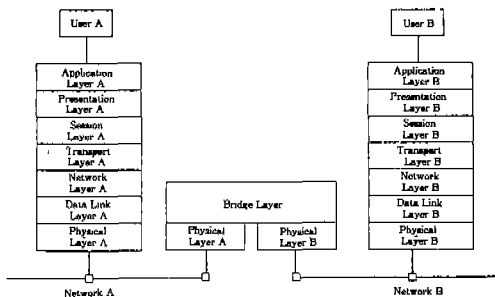 User A
User B
Application
Layer A
Presentation
Layer A
Session
Layer A
Transport
Layer A
Network
Layer A
Data Link
Layer A
Physical
Layer A
Bridge Layer
Physical
Layer A
Physical
Layer B
Application
Layer B
Presentation
Layer B
Session
Layer B
Transport
Layer B
Network
Layer B
Data Link
Layer B
Physical
Layer B
Network A
Network B